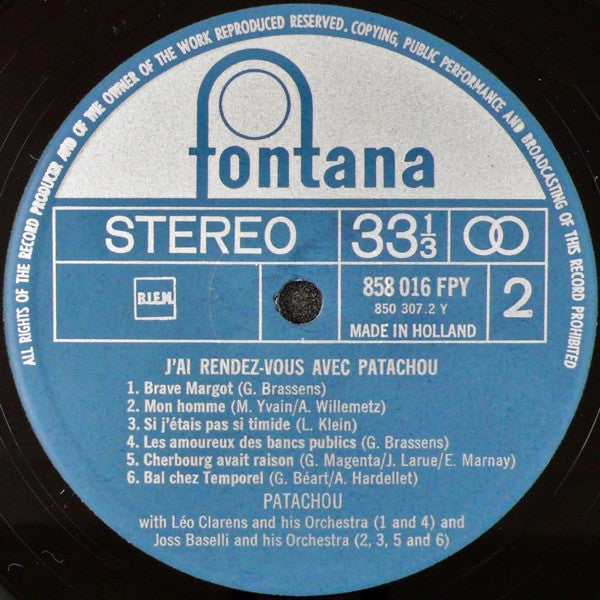 ALL RIGHTS OF THE RECORD PRODUCER AND OF THE OWNER OF THE WORK REPRODUCED RESERVED. COPYING, PUBLIC PERFORMANCE AND BROADCASTING OF THIS RECORD PROHIBITED
fontana
STEREO 33⅓
B.I.E.M.
858 016 FPY
850 307.2 Y
MADE IN HOLLAND
2
J'AI RENDEZ-VOUS AVEC PATACHOU
1. Brave Margot (G. Brassens)
2. Mon homme (M. Yvain/A. Willemetz)
3. Si j'étais pas si timide (L. Klein)
4. Les amoureux des bancs publics (G. Brassens)
5. Cherbourg avait raison (G. Magenta/J. Larue/E. Marnay)
6. Bal chez Temporel (G. Béart/A. Hardellet)
PATACHOU
with Léo Clarens and his Orchestra (1 and 4) and
Joss Baselli and his Orchestra (2, 3, 5 and 6)